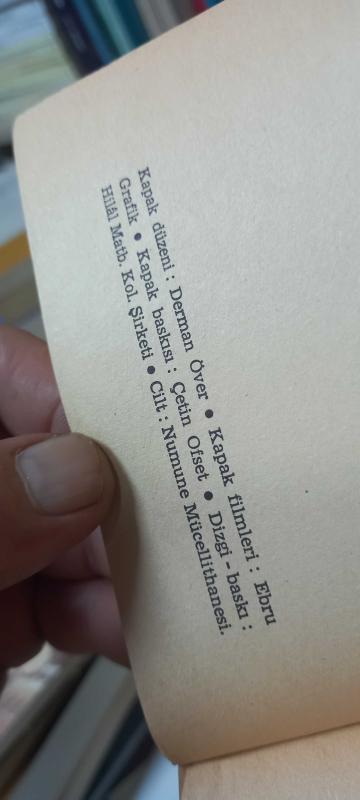 Kapak düzeni : Derman Över ● Kapak filmleri : Ebru
Grafik ● Kapak baskısı : Çetin Ofset ● Dizgi - baskı :
Hilâl Matb. Kol. Şirketi ● Cilt : Numune Mücellithanesi.